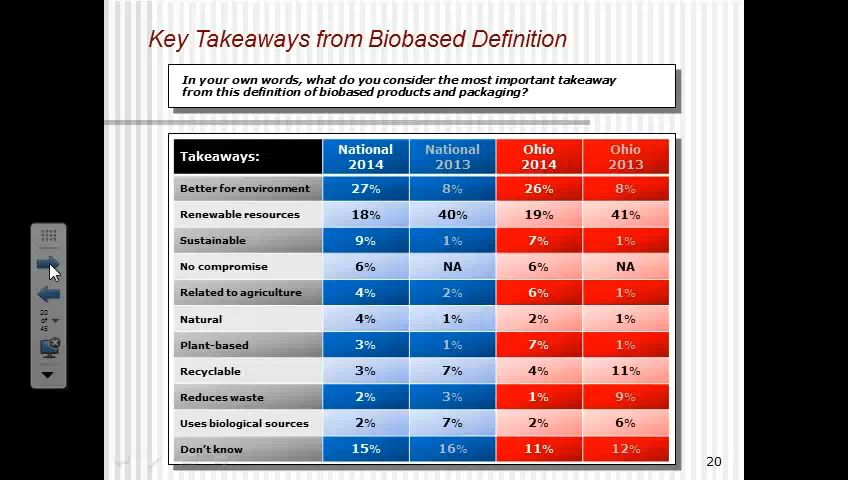 Key Takeaways from Biobased Definition
In your own words, what do you consider the most important takeaway
from this definition of biobased products and packaging?
Takeaways: National 2014 National 2013 Ohio 2014 Ohio 2013
Better for environment 27% 8% 26% 8%
Renewable resources 18% 40% 19% 41%
Sustainable 9% 1% 7% 1%
No compromise 6% NA 6% NA
Related to agriculture 4% 2% 6% 1%
Natural 4% 1% 2% 1%
Plant-based 3% 1% 7% 1%
Recyclable 3% 7% 4% 11%
Reduces waste 2% 3% 1% 9%
Uses biological sources 2% 7% 2% 6%
Don't know 15% 16% 11% 12%
20
20
of
45